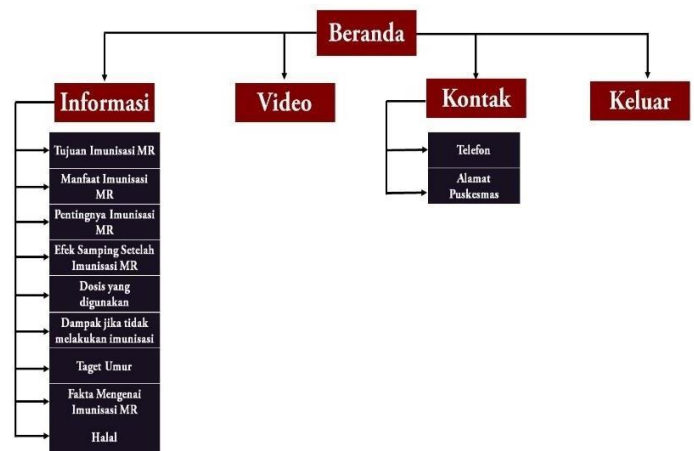 Beranda
Informasi
Video
Kontak
Keluar
Tujuan Imunisasi MR
Manfaat Imunisasi
MR
Pentingnya Imunisasi
MR
Efek Samping Setelah
Imunisasi MR
Dosis yang
digunakan
Dampak jika tidak
melakukan imunisasi
Taget Umur
Fakta Mengenai
Imunisasi MR
Halal
Telefon
Alamat
Puskesmas